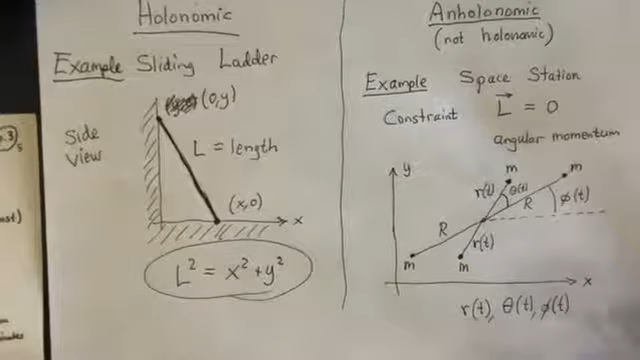 Holonomic
Example Sliding Ladder
Side
View
(0,y)
L = length
(x,0)
x
L² = x² + y²
Anholonomic
(not holonomic)
Example Space Station
Constraint L⃗ = 0
angular momentum
y
m
m
r(t)
θ(t)
R
ϕ(t)
R
r(t)
m
m
x
r(t), θ(t), ϕ(t)